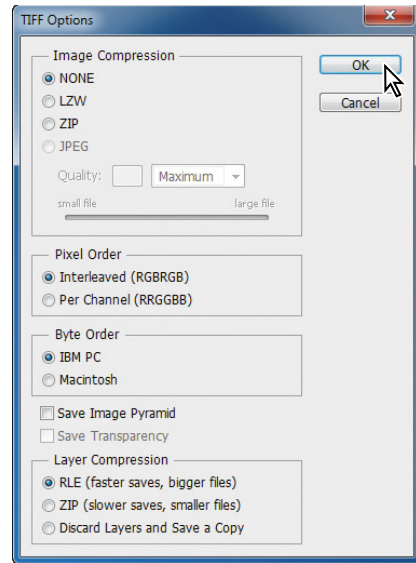 TIFF Options
Image Compression
NONE
LZW
ZIP
JPEG
Quality: Maximum
small file large file
OK
Cancel
Pixel Order
Interleaved (RGBRGB)
Per Channel (RRGGBB)
Byte Order
IBM PC
Macintosh
Save Image Pyramid
Save Transparency
Layer Compression
RLE (faster saves, bigger files)
ZIP (slower saves, smaller files)
Discard Layers and Save a Copy